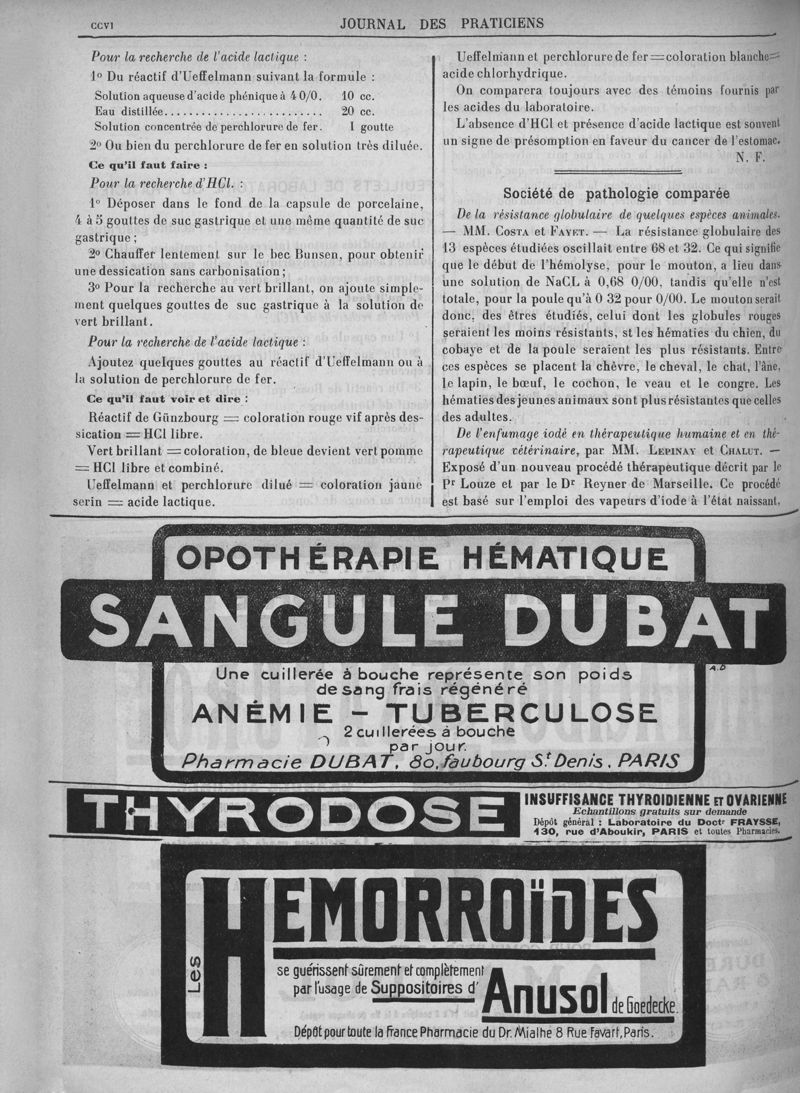 CCVI
JOURNAL DES PRATICIENS
Pour la recherche de l'acide lactique :
1º Du réactif d'Ueffelmann suivant la formule :
Solution aqueuse d'acide phénique à 4 0/0. 10 cc.
Eau distillée........................ 20 cc.
Solution concentrée de perchlorure de fer. 1 goutte
2º Ou bien du perchlorure de fer en solution très diluée.
Ce qu'il faut faire :
Pour la recherche d'HCl. :
1º Déposer dans le fond de la capsule de porcelaine,
4 à 5 gouttes de suc gastrique et une même quantité de suc
gastrique ;
2º Chauffer lentement sur le bec Bunsen, pour obtenir
une dessication sans carbonisation ;
3º Pour la recherche au vert brillant, on ajoute simple-
ment quelques gouttes de suc gastrique à la solution de
vert brillant.
Pour la recherche de l'acide lactique :
Ajoutez quelques gouttes au réactif d'Ueffelmann ou à
la solution de perchlorure de fer.
Ce qu'il faut voir et dire :
Réactif de Günzbourg = coloration rouge vif après des-
sication = HCl libre.
Vert brillant = coloration, de bleue devient vert pomme
= HCl libre et combiné.
Ueffelmann et perchlorure dilué = coloration jaune
serin = acide lactique.
Ueffelmann et perchlorure de fer = coloration blanche =
acide chlorhydrique.
On comparera toujours avec des témoins fournis par
les acides du laboratoire.
L'absence d'HCl et présence d'acide lactique est souvent
un signe de présomption en faveur du cancer de l'estomac.
N. F.
Société de pathologie comparée
De la résistance globulaire de quelques espèces animales.
— MM. COSTA et FAYET. — La résistance globulaire des
13 espèces étudiées oscillait entre 68 et 32. Ce qui signifie
que le début de l'hémolyse, pour le mouton, a lieu dans
une solution de NaCL à 0,68 0/00, tandis qu'elle n'est
totale, pour la poule qu'à 0 32 pour 0/00. Le mouton serait
donc, des êtres étudiés, celui dont les globules rouges
seraient les moins résistants, st les hématies du chien, du
cobaye et de la poule seraient les plus résistants. Entre
ces espèces se placent la chèvre, le cheval, le chat, l'âne,
le lapin, le bœuf, le cochon, le veau et le congre. Les
hématies des jeunes animaux sont plus résistantes que celles
des adultes.
De l'enfumage iodé en thérapeutique humaine et en thé-
rapeutique vétérinaire, par MM. LEPINAY et CHALUT. —
Exposé d'un nouveau procédé thérapeutique décrit par le
Pr Louze et par le Dr Reyner de Marseille. Ce procédé
est basé sur l'emploi des vapeurs d'iode à l'état naissant.
OPOTHÉRAPIE HÉMATIQUE
SANGULE DUBAT
A.D
Une cuillerée à bouche représente son poids
de sang frais régénéré
ANÉMIE - TUBERCULOSE
2 cuillerées à bouche
par jour.
Pharmacie DUBAT, 80, faubourg St Denis, PARIS
THYRODOSE
INSUFFISANCE THYROIDIENNE ET OVARIENNE
Echantillons gratuits sur demande
Dépôt général : Laboratoire du Doctr FRAYSSE,
130, rue d'Aboukir, PARIS et toutes Pharmacies.
Les HEMORROÏDES
se guérissent sûrement et complètement
par l'usage de Suppositoires d'Anusol de Goedecke.
Dépôt pour toute la France Pharmacie du Dr. Mialhe 8 Rue Favart, Paris.